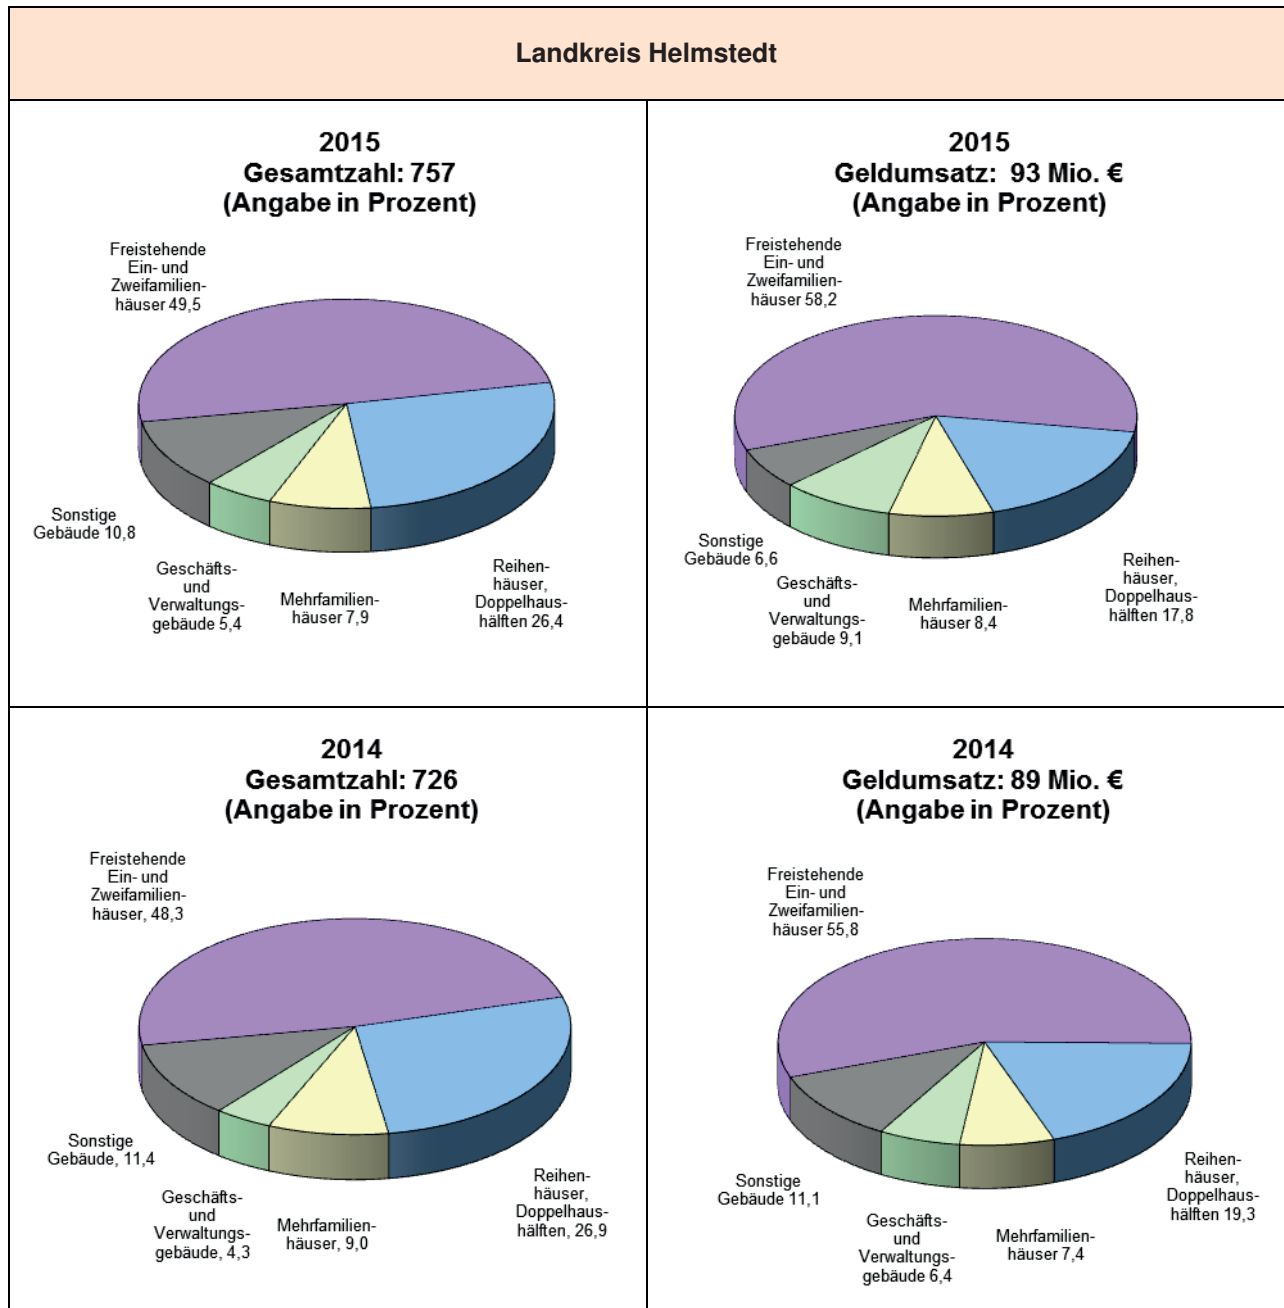 Landkreis Helmstedt
2015
Gesamtzahl: 757
(Angabe in Prozent)
Freistehende
Ein- und
Zweifamilien-
häuser 49,5
Sonstige
Gebäude 10,8
Geschäfts-
und
Verwaltungs-
gebäude 5,4
Mehrfamilien-
häuser 7,9
Reihen-
häuser,
Doppelhaus-
hälften 26,4
2015
Geldumsatz: 93 Mio. €
(Angabe in Prozent)
Freistehende
Ein- und
Zweifamilien-
häuser 58,2
Sonstige
Gebäude 6,6
Geschäfts-
und
Verwaltungs-
gebäude 9,1
Mehrfamilien-
häuser 8,4
Reihen-
häuser,
Doppelhaus-
hälften 17,8
2014
Gesamtzahl: 726
(Angabe in Prozent)
Freistehende
Ein- und
Zweifamilien-
häuser, 48,3
Sonstige
Gebäude, 11,4
Geschäfts-
und
Verwaltungs-
gebäude, 4,3
Mehrfamilien-
häuser, 9,0
Reihen-
häuser,
Doppelhaus-
hälften, 26,9
2014
Geldumsatz: 89 Mio. €
(Angabe in Prozent)
Freistehende
Ein- und
Zweifamilien-
häuser 55,8
Sonstige
Gebäude 11,1
Geschäfts-
und
Verwaltungs-
gebäude 6,4
Mehrfamilien-
häuser 7,4
Reihen-
häuser,
Doppelhaus-
hälften 19,3